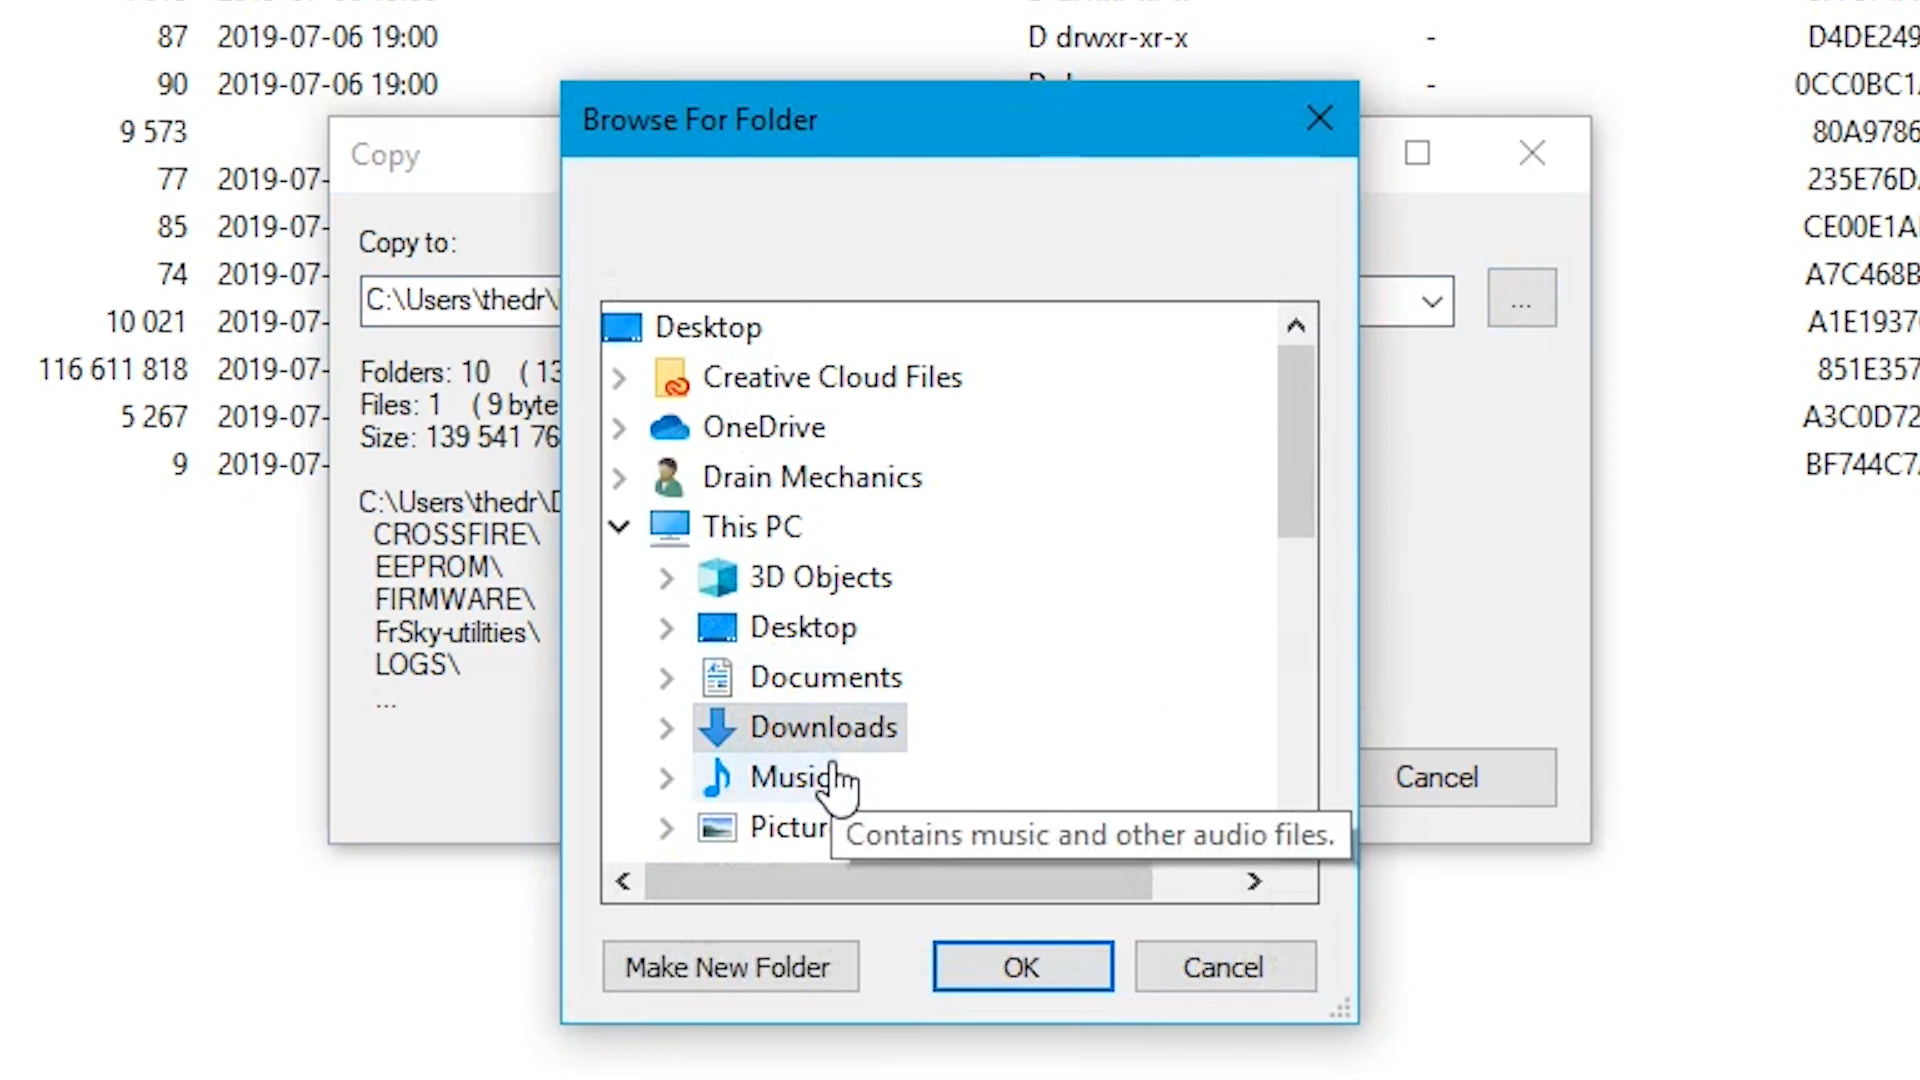 87 2019-07-06 19:00 D drwxr-xr-x - D4DE249
90 2019-07-06 19:00 - 0CC0BC1
Browse For Folder
9 573 80A9786
Copy
77 2019-07- 235E76D
85 2019-07- CE00E1A
Copy to:
74 2019-07- A7C468B
C:\Users\thedr\
...
10 021 2019-07- A1E1937
Desktop
116 611 818 2019-07- 851E357
Folders: 10 ( 13
Creative Cloud Files
Files: 1 ( 9 byte
5 267 2019-07- A3C0D72
OneDrive
Size: 139 541 76
9 2019-07- BF744C7
Drain Mechanics
C:\Users\thedr\D
This PC
CROSSFIRE\
EEPROM\
3D Objects
FIRMWARE\
Desktop
FrSky-utilities\
LOGS\
Documents
...
Downloads
Music
Cancel
Pictur
Contains music and other audio files.
Make New Folder
OK
Cancel